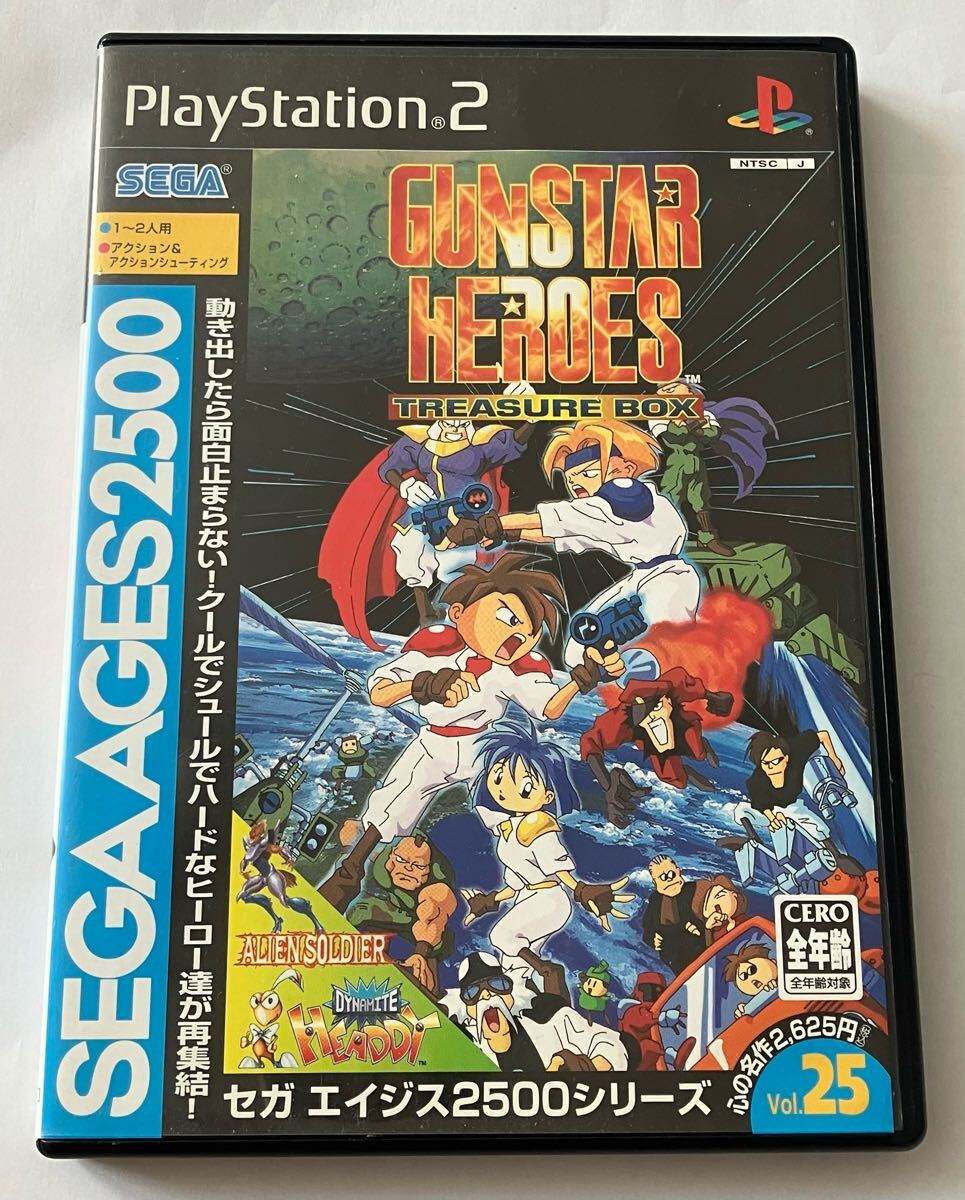 PlayStation®2
NTSC J
SEGA®
●1～2人用
●アクション&
アクションシューティング
SEGA AGES 2500
動き出したら面白止まらない!クールでシュールでハードなヒーロー達が再集結!
GUNSTAR
HEROES™
TREASURE BOX
ALIEN SOLDIER
DYNAMITE
HEADDY™
CERO
全年齢
全年齢対象
心の名作2,625円(税込)
Vol.25
セガ エイジス2500シリーズ